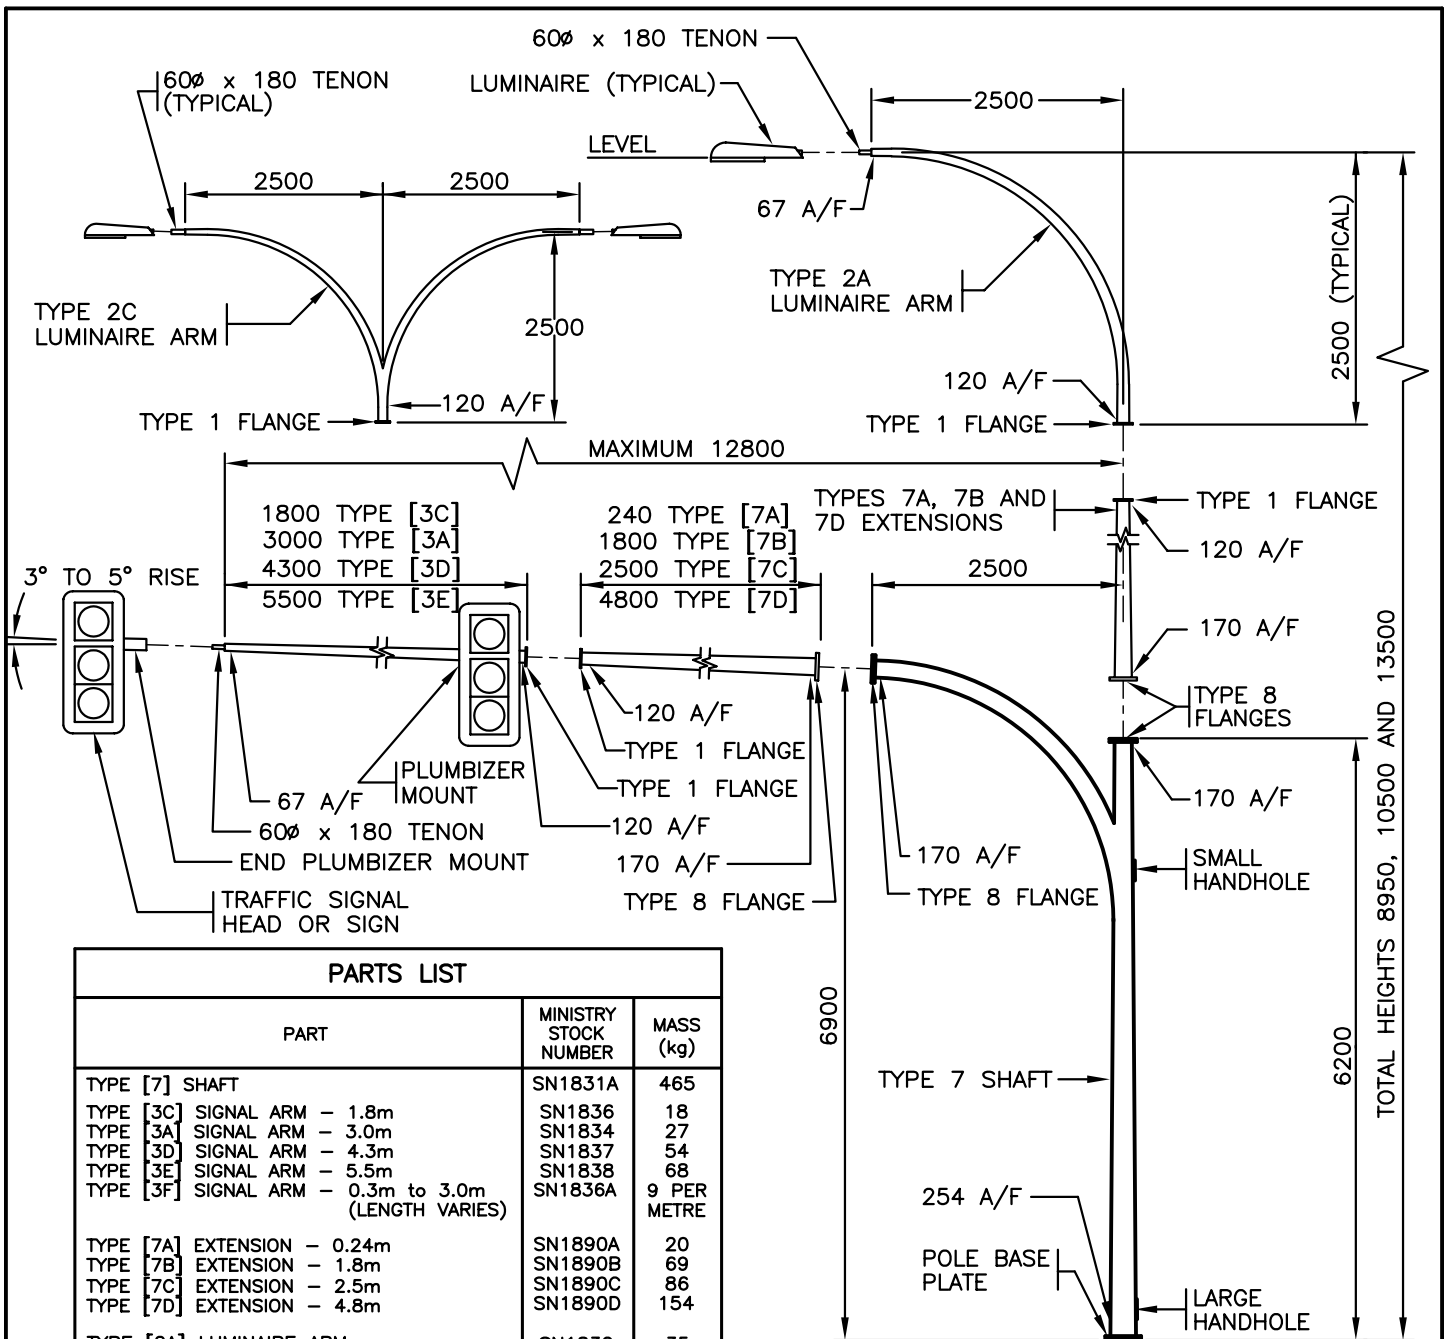 60ø x 180 TENON
LUMINAIRE (TYPICAL)
60ø x 180 TENON
(TYPICAL)
2500
LEVEL
2500
2500
67 A/F
2500 (TYPICAL)
TYPE 2A
LUMINAIRE ARM
TYPE 2C
LUMINAIRE ARM
2500
120 A/F
120 A/F
TYPE 1 FLANGE
TYPE 1 FLANGE
MAXIMUM 12800
1800 TYPE [3C]
3000 TYPE [3A]
4300 TYPE [3D]
5500 TYPE [3E]
240 TYPE [7A]
1800 TYPE [7B]
2500 TYPE [7C]
4800 TYPE [7D]
TYPES 7A, 7B AND
7D EXTENSIONS
TYPE 1 FLANGE
120 A/F
3° TO 5° RISE
2500
170 A/F
TYPE 8
FLANGES
120 A/F
TYPE 1 FLANGE
PLUMBIZER
MOUNT
TYPE 1 FLANGE
67 A/F
170 A/F
60ø x 180 TENON
120 A/F
END PLUMBIZER MOUNT
170 A/F
170 A/F
SMALL
HANDHOLE
TRAFFIC SIGNAL
HEAD OR SIGN
TYPE 8 FLANGE
TYPE 8 FLANGE
TOTAL HEIGHTS 8950, 10500 AND 13500
6900
6200
TYPE 7 SHAFT
254 A/F
POLE BASE
PLATE
LARGE
HANDHOLE
PARTS LIST
PART MINISTRY STOCK NUMBER MASS (kg)
TYPE [7] SHAFT SN1831A 465
TYPE [3C] SIGNAL ARM – 1.8m SN1836 18
TYPE [3A] SIGNAL ARM – 3.0m SN1834 27
TYPE [3D] SIGNAL ARM – 4.3m SN1837 54
TYPE [3E] SIGNAL ARM – 5.5m SN1838 68
TYPE [3F] SIGNAL ARM – 0.3m to 3.0m SN1836A 9 PER
(LENGTH VARIES) METRE
TYPE [7A] EXTENSION – 0.24m SN1890A 20
TYPE [7B] EXTENSION – 1.8m SN1890B 69
TYPE [7C] EXTENSION – 2.5m SN1890C 86
TYPE [7D] EXTENSION – 4.8m SN1890D 154